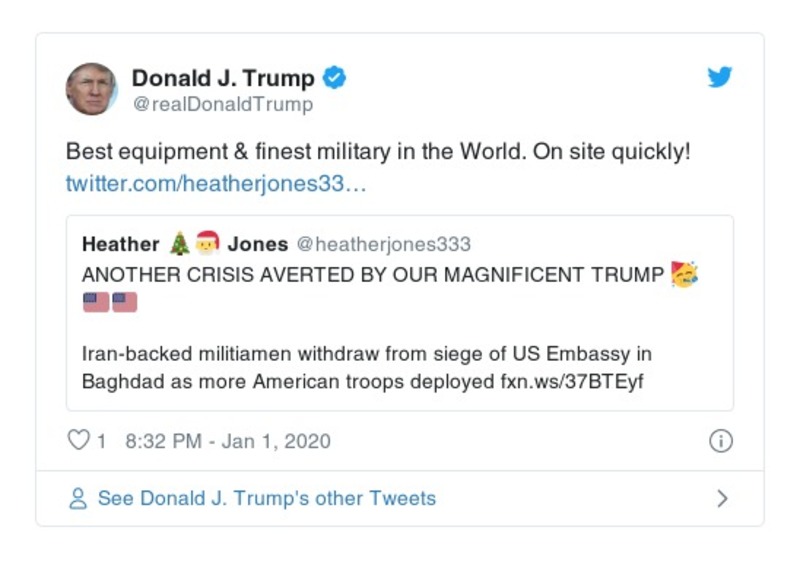 Donald J. Trump
@realDonaldTrump
Best equipment & finest military in the World. On site quickly!
twitter.com/heatherjones33…
Heather 🎄🎅 Jones @heatherjones333
ANOTHER CRISIS AVERTED BY OUR MAGNIFICENT TRUMP 🥳
🇺🇸🇺🇸
Iran-backed militiamen withdraw from siege of US Embassy in
Baghdad as more American troops deployed fxn.ws/37BTEyf
1 8:32 PM - Jan 1, 2020
See Donald J. Trump's other Tweets